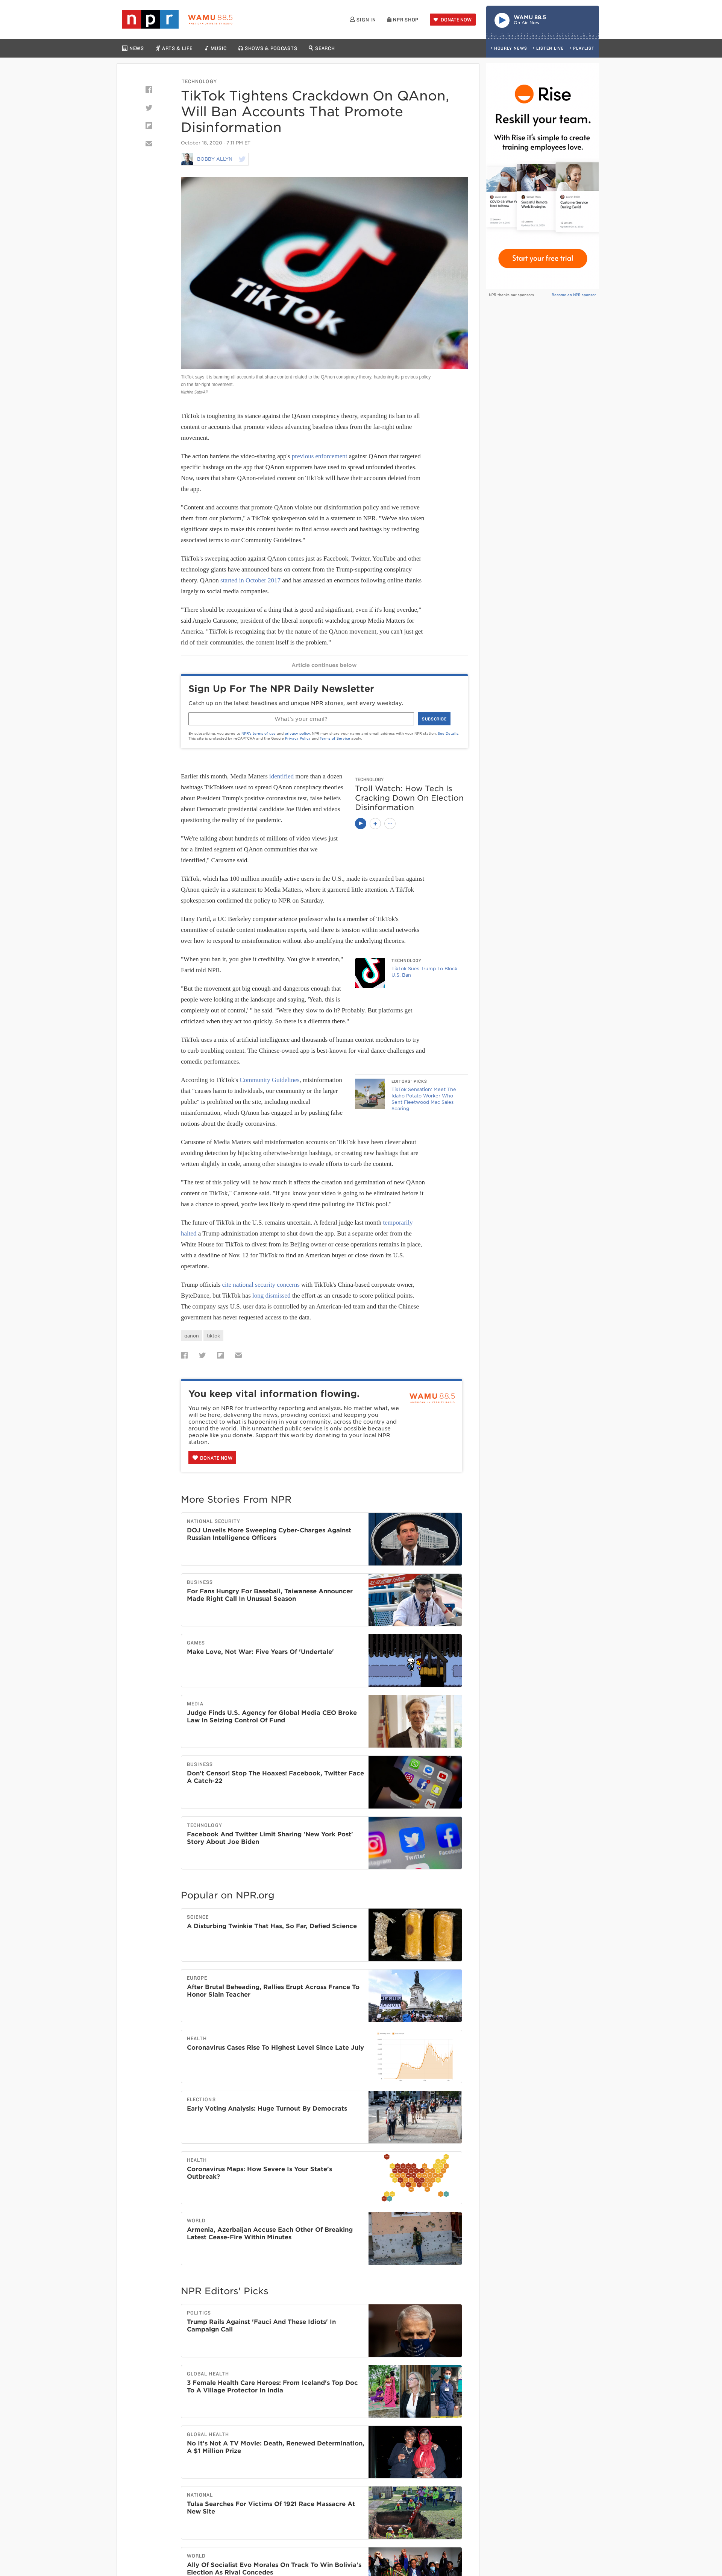 npr
WAMU 88.5
AMERICAN UNIVERSITY RADIO
SIGN IN
NPR SHOP
DONATE NOW
WAMU 88.5
On Air Now
NEWS
ARTS & LIFE
MUSIC
SHOWS & PODCASTS
SEARCH
HOURLY NEWS
LISTEN LIVE
PLAYLIST
TECHNOLOGY
TikTok Tightens Crackdown On QAnon,
Will Ban Accounts That Promote
Disinformation
BOBBY ALLYN
TikTok
Rise
Reskill your team.
With Rise it's simple to create
training employees love.
Start your free trial
NPR thanks our sponsors
Become an NPR sponsor
TikTok says it is banning all accounts that share content related to the QAnon conspiracy theory, hardening its previous policy
on the far-right movement.
Kiichiro Sato/AP
TikTok is toughening its stance against the QAnon conspiracy theory, expanding its ban to all
content or accounts that promote videos advancing baseless ideas from the far-right online
movement.
The action hardens the video-sharing app's previous enforcement against QAnon that targeted
specific hashtags on the app that QAnon supporters have used to spread unfounded theories.
Now, users that share QAnon-related content on TikTok will have their accounts deleted from
the app.
"Content and accounts that promote QAnon violate our disinformation policy and we remove
them from our platform," a TikTok spokesperson said in a statement to NPR. "We've also taken
significant steps to make this content harder to find across search and hashtags by redirecting
associated terms to our Community Guidelines."
TikTok's sweeping action against QAnon comes just as Facebook, Twitter, YouTube and other
technology giants have announced bans on content from the Trump-supporting conspiracy
theory. QAnon started in October 2017 and has amassed an enormous following online thanks
largely to social media companies.
"There should be recognition of a thing that is good and significant, even if it's long overdue,"
said Angelo Carusone, president of the liberal nonprofit watchdog group Media Matters for
America. "TikTok is recognizing that by the nature of the QAnon movement, you can't just get
rid of their communities, the content itself is the problem."
Article continues below
Sign Up For The NPR Daily Newsletter
Catch up on the latest headlines and unique NPR stories, sent every weekday.
What's your email?
SUBSCRIBE
By subscribing, you agree to NPR's terms of use and privacy policy. NPR may share your name and email address with your NPR station. See Details.
This site is protected by reCAPTCHA and the Google Privacy Policy and Terms of Service apply.
Earlier this month, Media Matters identified more than a dozen
hashtags TikTokkers used to spread QAnon conspiracy theories
about President Trump's positive coronavirus test, false beliefs
about Democratic presidential candidate Joe Biden and videos
questioning the reality of the pandemic.
TECHNOLOGY
Troll Watch: How Tech Is
Cracking Down On Election
Disinformation
"We're talking about hundreds of millions of video views just
for a limited segment of QAnon communities that we
identified," Carusone said.
TikTok, which has 100 million monthly active users in the U.S., made its expanded ban against
QAnon quietly in a statement to Media Matters, where it garnered little attention. A TikTok
spokesperson confirmed the policy to NPR on Saturday.
Hany Farid, a UC Berkeley computer science professor who is a member of TikTok's
committee of outside content moderation experts, said there is tension within social networks
over how to respond to misinformation without also amplifying the underlying theories.
"When you ban it, you give it credibility. You give it attention,"
Farid told NPR.
TECHNOLOGY
TikTok Sues Trump To Block
U.S. Ban
"But the moment got big enough and dangerous enough that
people were looking at the landscape and saying, 'Yeah, this is
completely out of control,' " he said. "Were they slow to do it? Probably. But platforms get
criticized when they act too quickly. So there is a dilemma there."
TikTok uses a mix of artificial intelligence and thousands of human content moderators to try
to curb troubling content. The Chinese-owned app is best-known for viral dance challenges and
comedic performances.
According to TikTok's Community Guidelines, misinformation
that "causes harm to individuals, our community or the larger
public" is prohibited on the site, including medical
misinformation, which QAnon has engaged in by pushing false
notions about the deadly coronavirus.
EDITORS' PICKS
TikTok Sensation: Meet The
Idaho Potato Worker Who
Sent Fleetwood Mac Sales
Soaring
Carusone of Media Matters said misinformation accounts on TikTok have been clever about
avoiding detection by hijacking otherwise-benign hashtags, or creating new hashtags that are
written slightly in code, among other strategies to evade efforts to curb the content.
"The test of this policy will be how much it affects the creation and germination of new QAnon
content on TikTok," Carusone said. "If you know your video is going to be eliminated before it
has a chance to spread, you're less likely to spend time polluting the TikTok pool."
The future of TikTok in the U.S. remains uncertain. A federal judge last month temporarily
halted a Trump administration attempt to shut down the app. But a separate order from the
White House for TikTok to divest from its Beijing owner or cease operations remains in place,
with a deadline of Nov. 12 for TikTok to find an American buyer or close down its U.S.
operations.
Trump officials cite national security concerns with TikTok's China-based corporate owner,
ByteDance, but TikTok has long dismissed the effort as an crusade to score political points.
The company says U.S. user data is controlled by an American-led team and that the Chinese
government has never requested access to the data.
qanon
tiktok
You keep vital information flowing.
WAMU 88.5
AMERICAN UNIVERSITY RADIO
You rely on NPR for trustworthy reporting and analysis. No matter what, we
will be here, delivering the news, providing context and keeping you
connected to what is happening in your community, across the country and
around the world. This unmatched public service is only possible because
people like you donate. Support this work by donating to your local NPR
station.
DONATE NOW
More Stories From NPR
NATIONAL SECURITY
DOJ Unveils More Sweeping Cyber-Charges Against
Russian Intelligence Officers
BUSINESS
For Fans Hungry For Baseball, Taiwanese Announcer
Made Right Call In Unusual Season
GAMES
Make Love, Not War: Five Years Of 'Undertale'
MEDIA
Judge Finds U.S. Agency for Global Media CEO Broke
Law In Seizing Control Of Fund
BUSINESS
Don't Censor! Stop The Hoaxes! Facebook, Twitter Face
A Catch-22
TECHNOLOGY
Facebook And Twitter Limit Sharing 'New York Post'
Story About Joe Biden
Twitter
Popular on NPR.org
SCIENCE
A Disturbing Twinkie That Has, So Far, Defied Science
EUROPE
After Brutal Beheading, Rallies Erupt Across France To
Honor Slain Teacher
HEALTH
Coronavirus Cases Rise To Highest Level Since Late July
ELECTIONS
Early Voting Analysis: Huge Turnout By Democrats
HEALTH
Coronavirus Maps: How Severe Is Your State's
Outbreak?
WORLD
Armenia, Azerbaijan Accuse Each Other Of Breaking
Latest Cease-Fire Within Minutes
NPR Editors' Picks
POLITICS
Trump Rails Against 'Fauci And These Idiots' In
Campaign Call
GLOBAL HEALTH
3 Female Health Care Heroes: From Iceland's Top Doc
To A Village Protector In India
GLOBAL HEALTH
No It's Not A TV Movie: Death, Renewed Determination,
A $1 Million Prize
NATIONAL
Tulsa Searches For Victims Of 1921 Race Massacre At
New Site
WORLD
Ally Of Socialist Evo Morales On Track To Win Bolivia's
Election As Rival Concedes